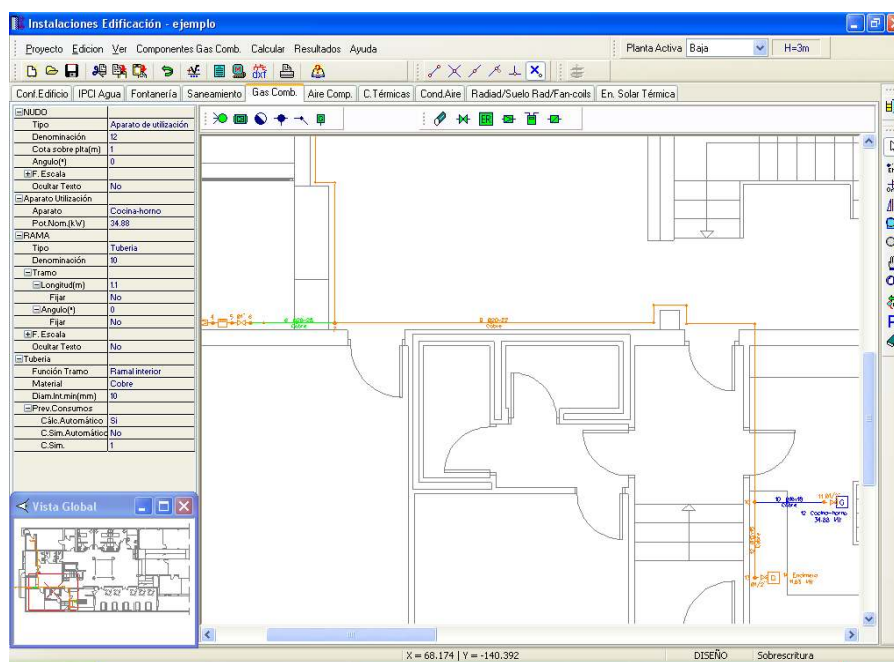 Instalaciones Edificación - ejemplo
Proyecto Edicion Ver Componentes Gas Comb. Calcular Resultados Ayuda
Planta Activa Baja H=3m
dxf
Conf.Edificio IPCI Agua Fontanería Saneamiento Gas Comb. Aire Comp. C.Térmicas Cond.Aire Radiad/Suelo Rad/Fan-coils En. Solar Térmica
NUDO
Tipo Aparato de utilización
Denominación 12
Cota sobre plta(m) 1
Angulo(ª) 0
F. Escala
Ocultar Texto No
Aparato Utilización
Aparato Cocina-horno
Pot.Nom.(kW) 34.88
RAMA
Tipo Tuberia
Denominación 10
Tramo
Longitud(m) 1.1
Fijar No
Angulo(ª) 0
Fijar No
F. Escala
Ocultar Texto No
Tuberia
Función Tramo Ramal interior
Material Cobre
Diam.Int.min(mm) 10
Prev.Consumos
Cálc.Automático Si
C.Sim.Automático No
C.Sim. 1
ER
Cobre
Cobre
Cobre
12 Cocina-horno
34.88
Vista Global
X = 68.174 | Y = -140.392
DISEÑO
Sobrescritura